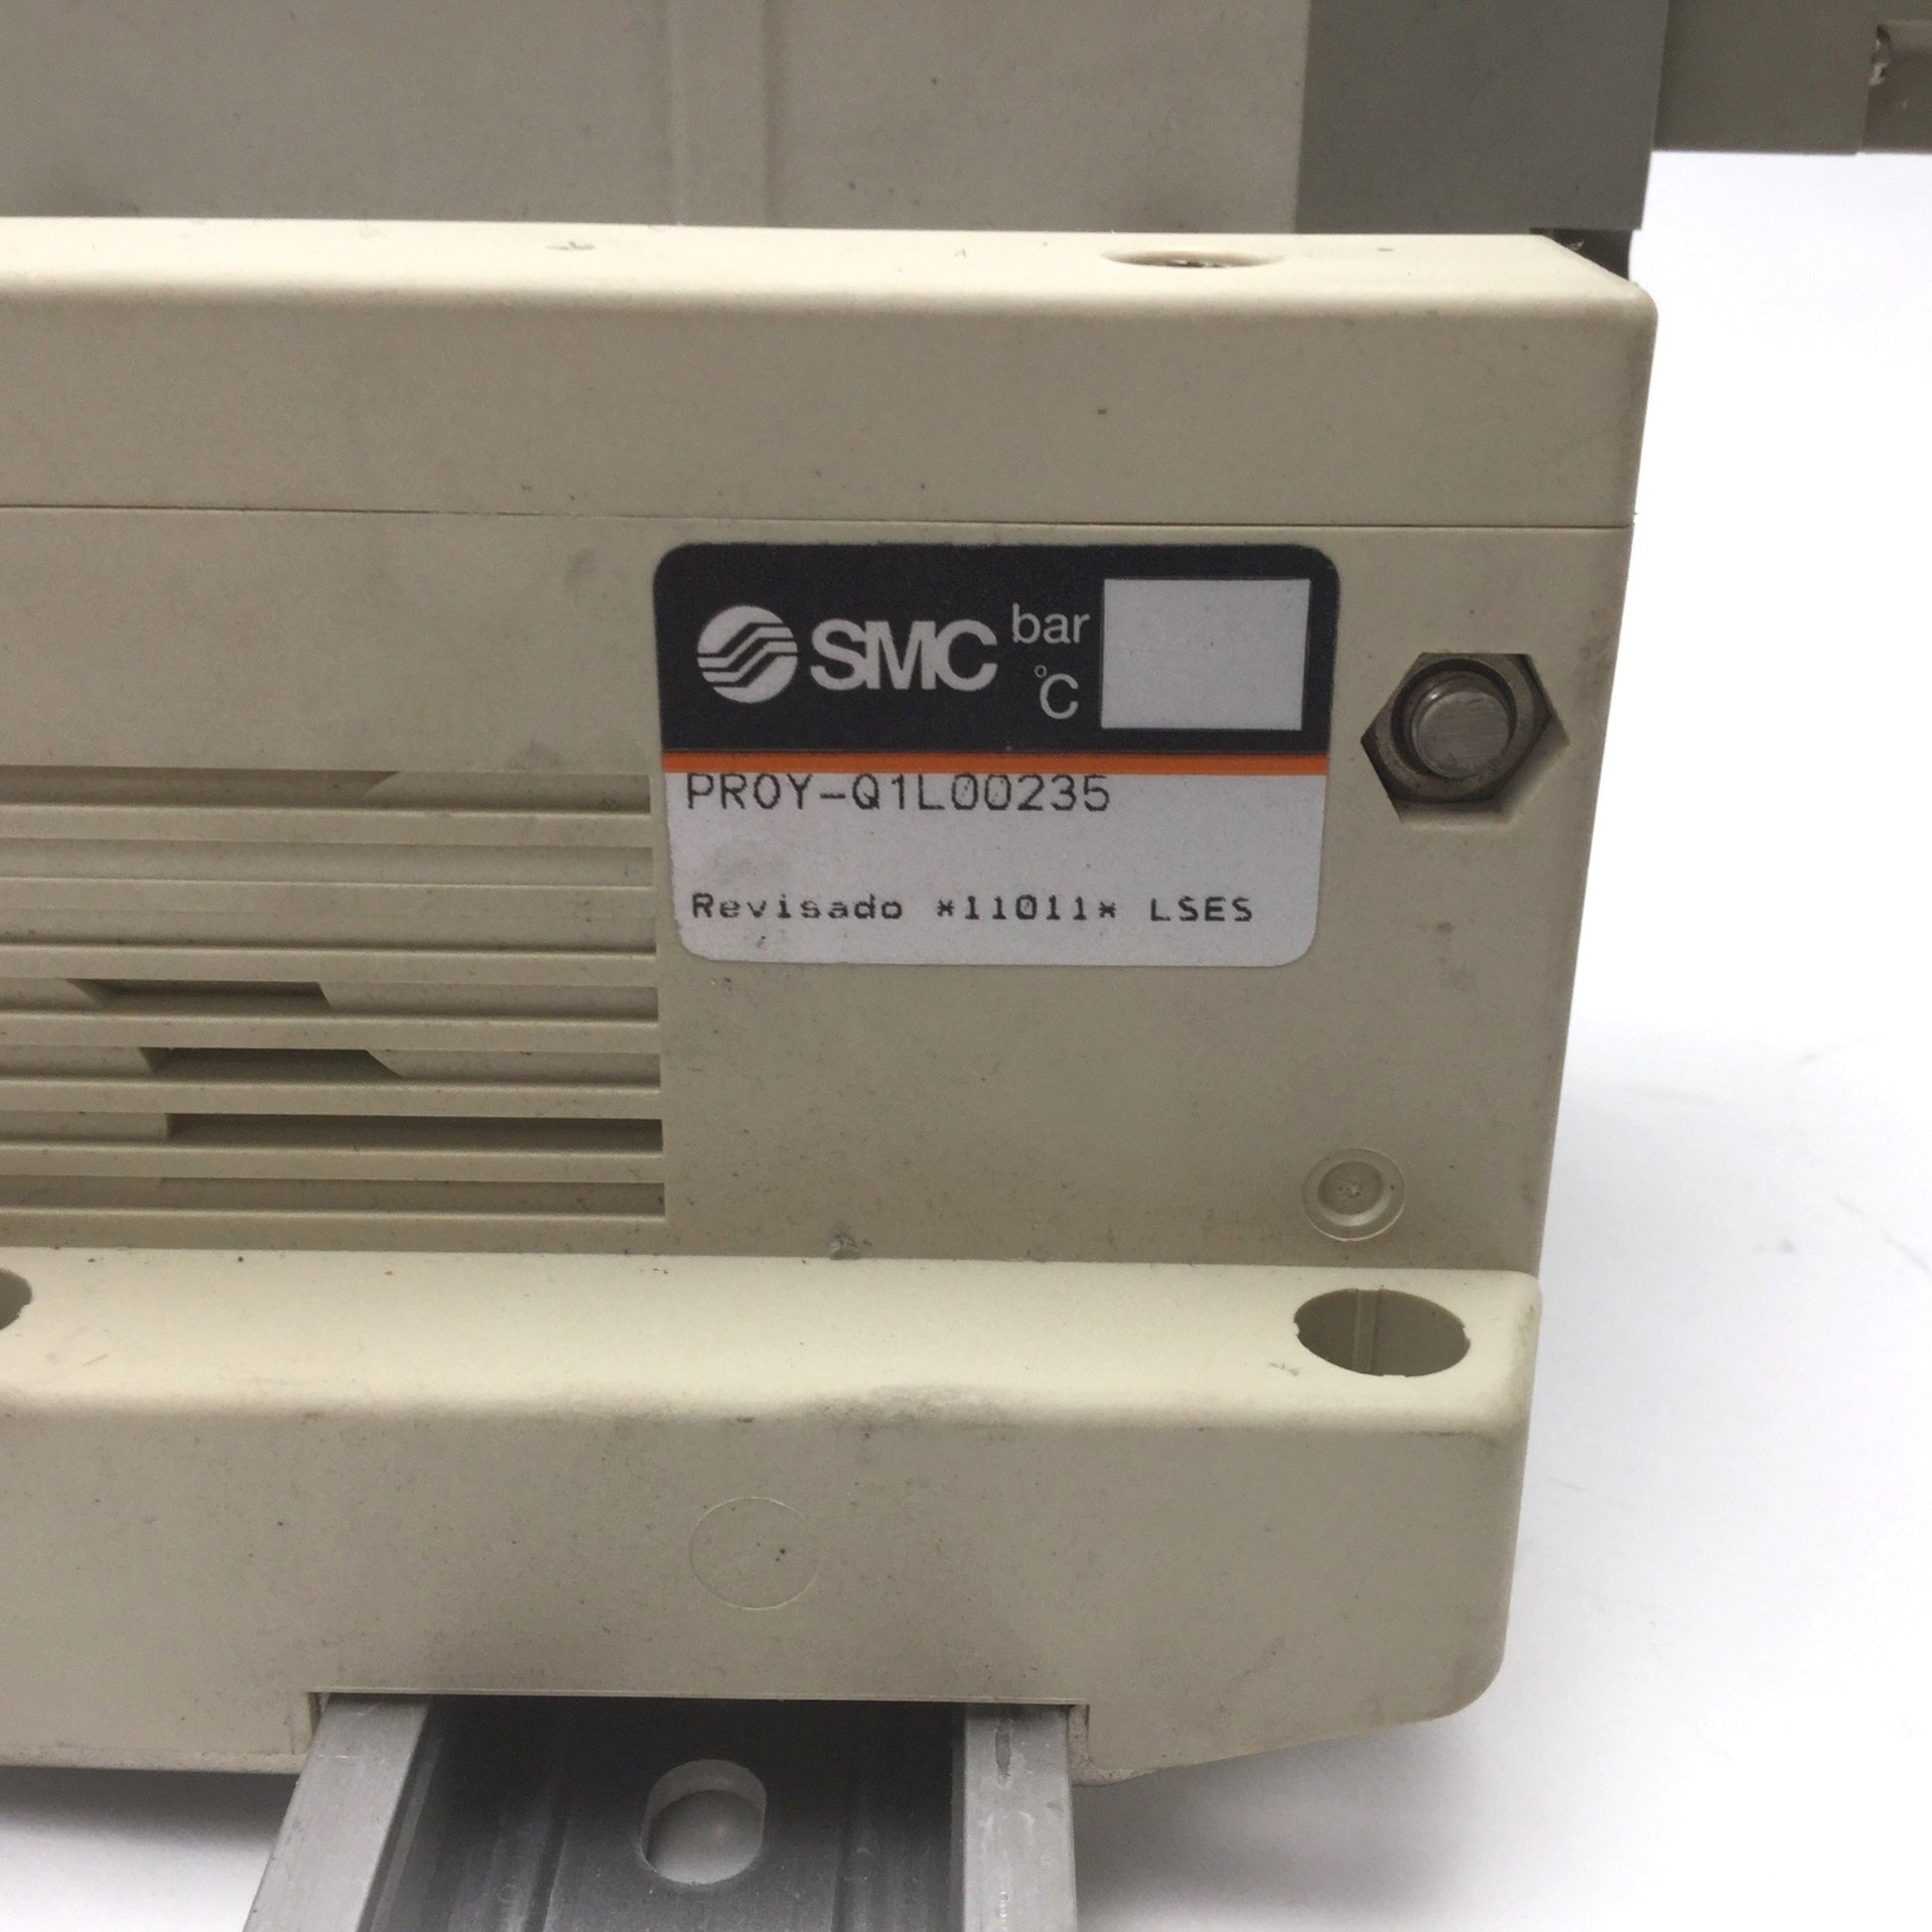 SMC bar
°C
PROY-Q1L00235
Revisado *11011* LSES